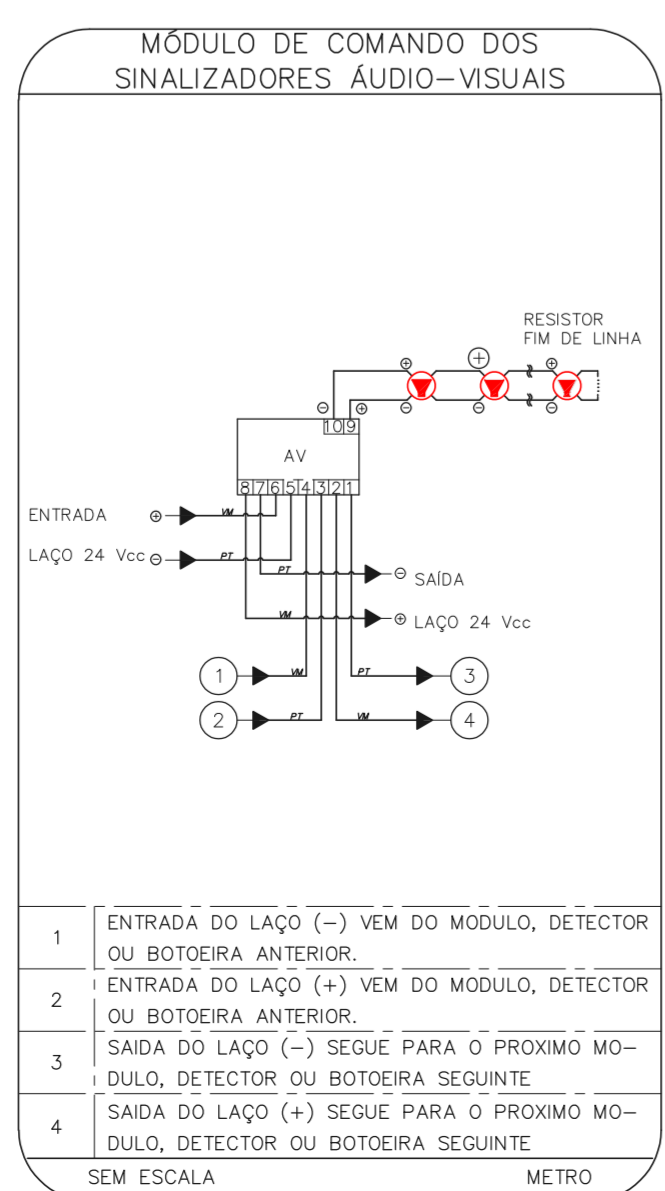 MÓDULO DE COMANDO DOS
SINALIZADORES ÁUDIO-VISUAIS
RESISTOR
FIM DE LINHA
10 9
AV
8 7 6 5 4 3 2 1
ENTRADA
VM
LAÇO 24 Vcc
PT
PT
SAÍDA
VM
LAÇO 24 Vcc
1 VM PT 3
2 PT VM 4
1 ENTRADA DO LAÇO (-) VEM DO MODULO, DETECTOR
OU BOTOEIRA ANTERIOR.
2 ENTRADA DO LAÇO (+) VEM DO MODULO, DETECTOR
OU BOTOEIRA ANTERIOR.
3 SAIDA DO LAÇO (-) SEGUE PARA O PROXIMO MO-
DULO, DETECTOR OU BOTOEIRA SEGUINTE
4 SAIDA DO LAÇO (+) SEGUE PARA O PROXIMO MO-
DULO, DETECTOR OU BOTOEIRA SEGUINTE
SEM ESCALA METRO